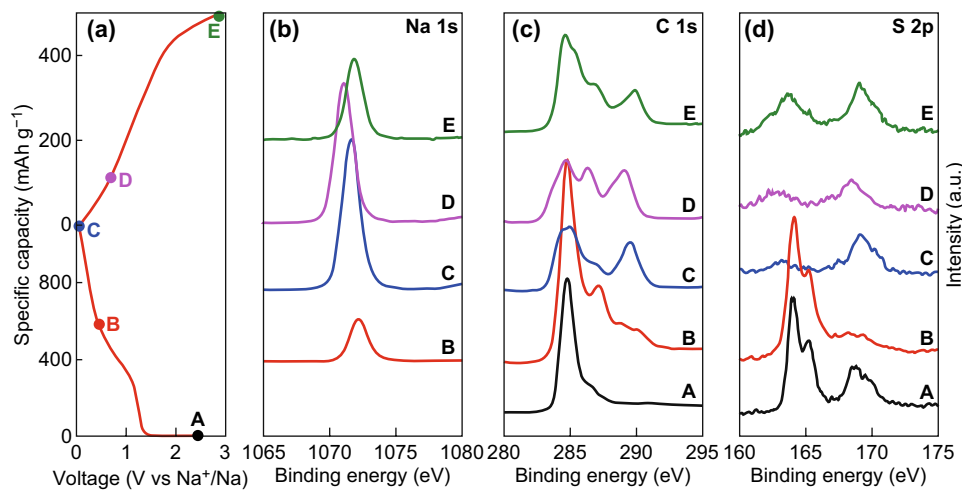 (a)
Specific capacity (mAh g⁻¹)
400
200
0
800
400
0
E
D
C
B
A
0 1 2 3
Voltage (V vs Na⁺/Na)
(b) Na 1s
E
D
C
B
1065 1070 1075 1080
Binding energy (eV)
(c) C 1s
E
D
C
B
A
280 285 290 295
Binding energy (eV)
(d) S 2p
E
D
C
B
A
160 165 170 175
Binding energy (eV)
Intensity (a.u.)